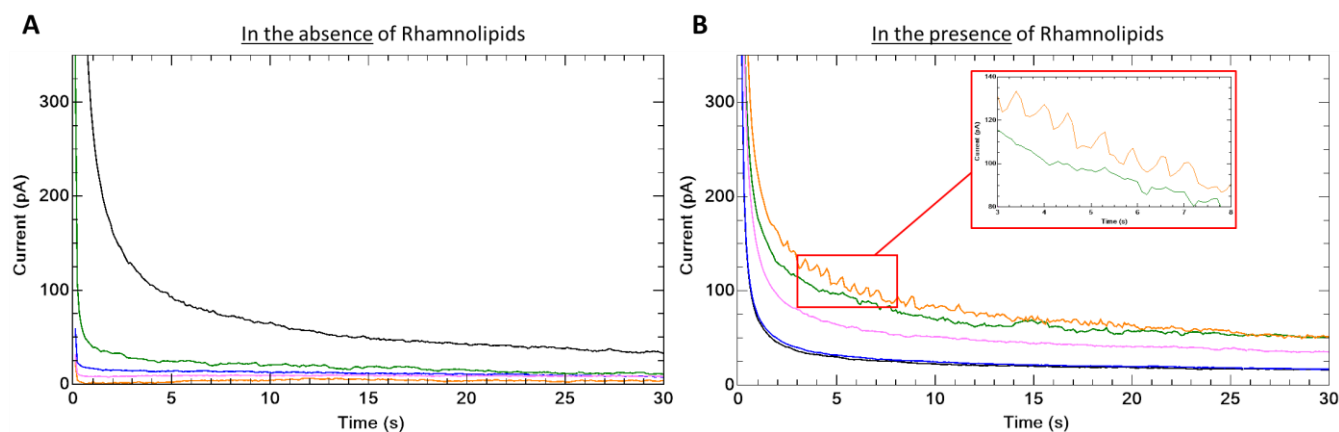 A
In the absence of Rhamnolipids
Current (pA)
300
200
100
0
0 5 10 15 20 25 30
Time (s)
B
In the presence of Rhamnolipids
Current (pA)
300
200
100
0
0 5 10 15 20 25 30
Time (s)
Current (pA)
140
120
100
80
3 4 5 6 7 8
Time (s)